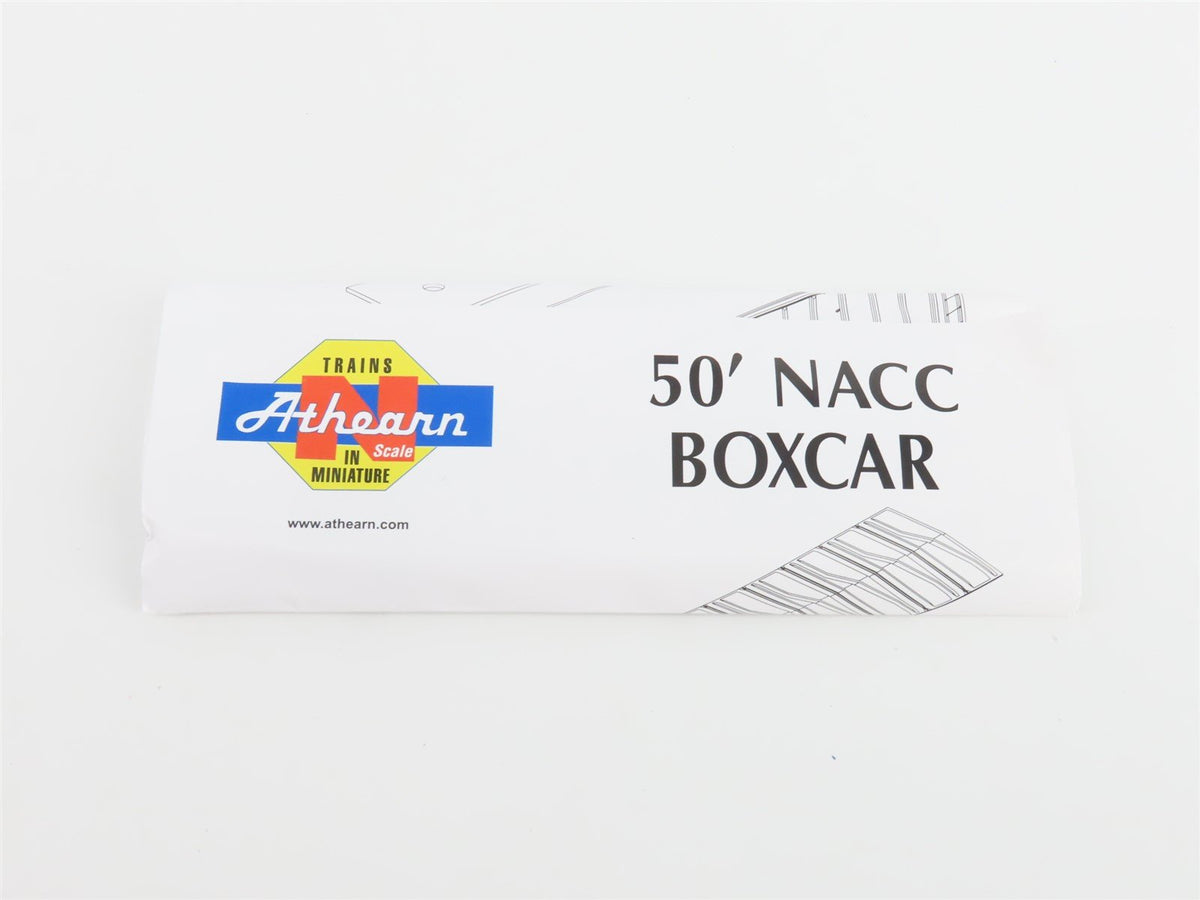 TRAINS
N
Athearn
Scale
IN
MINIATURE
www.athearn.com
50' NACC
BOXCAR